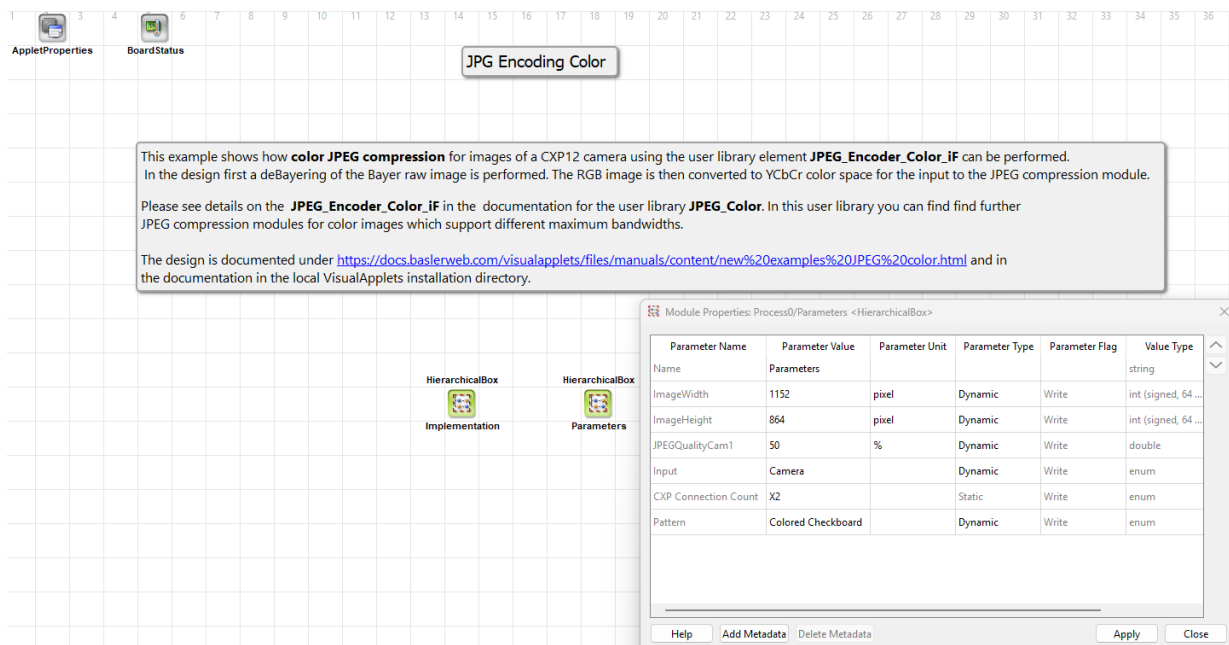 1 2 3 4 5 6 7 8 9 10 11 12 13 14 15 16 17 18 19 20 21 22 23 24 25 26 27 28 29 30 31 32 33 34 35 36
AppletProperties BoardStatus
JPG Encoding Color
This example shows how color JPEG compression for images of a CXP12 camera using the user library element JPEG_Encoder_Color_iF can be performed.
In the design first a deBayering of the Bayer raw image is performed. The RGB image is then converted to YCbCr color space for the input to the JPEG compression module.
Please see details on the JPEG_Encoder_Color_iF in the documentation for the user library JPEG_Color. In this user library you can find find further
JPEG compression modules for color images which support different maximum bandwidths.
The design is documented under https://docs.baslerweb.com/visualapplets/files/manuals/content/new%20examples%20JPEG%20color.html and in
the documentation in the local VisualApplets installation directory.
HierarchicalBox HierarchicalBox
Implementation Parameters
Module Properties: Process0/Parameters <HierarchicalBox>
Parameter Name Parameter Value Parameter Unit Parameter Type Parameter Flag Value Type
Name Parameters string
ImageWidth 1152 pixel Dynamic Write int (signed, 64 ...
ImageHeight 864 pixel Dynamic Write int (signed, 64 ...
JPEGQualityCam1 50 % Dynamic Write double
Input Camera Dynamic Write enum
CXP Connection Count X2 Static Write enum
Pattern Colored Checkboard Dynamic Write enum
Help Add Metadata Delete Metadata Apply Close